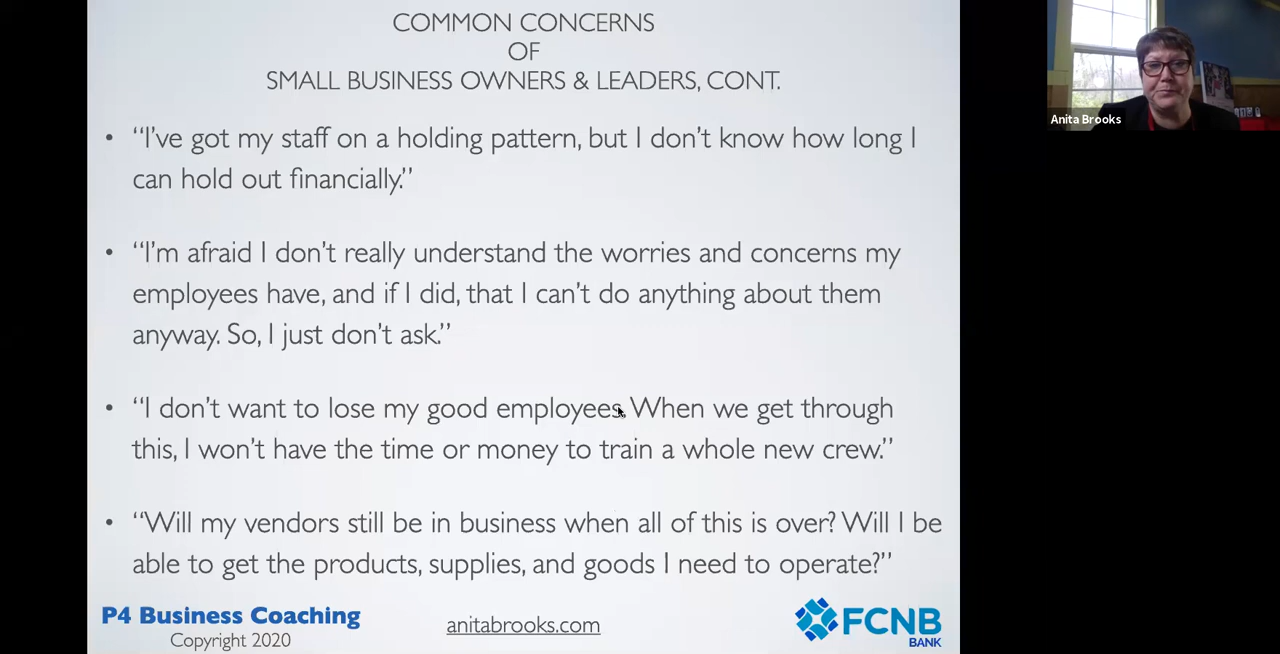 COMMON CONCERNS
OF
SMALL BUSINESS OWNERS & LEADERS, CONT.
• “I’ve got my staff on a holding pattern, but I don’t know how long I
can hold out financially.”
• “I’m afraid I don’t really understand the worries and concerns my
employees have, and if I did, that I can’t do anything about them
anyway. So, I just don’t ask.”
• “I don’t want to lose my good employees. When we get through
this, I won’t have the time or money to train a whole new crew.”
• “Will my vendors still be in business when all of this is over? Will I be
able to get the products, supplies, and goods I need to operate?”
P4 Business Coaching
Copyright 2020
anitabrooks.com
FCNB
BANK
Anita Brooks